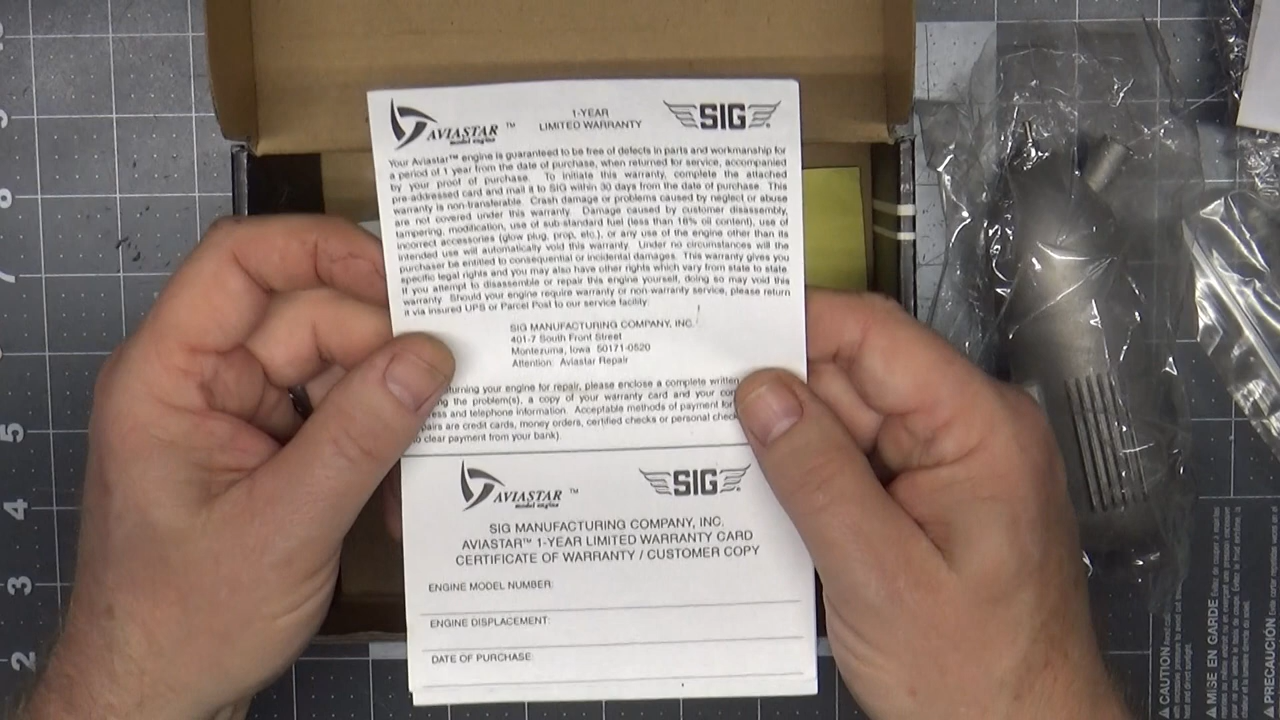 AVIASTAR ™
model engine
1-YEAR
LIMITED WARRANTY
SIG®
Your Aviastar™ engine is guaranteed to be free of defects in parts and workmanship for
a period of 1 year from the date of purchase, when returned for service, accompanied
by your proof of purchase. To initiate this warranty, complete the attached
pre-addressed card and mail it to SIG within 30 days from the date of purchase. This
warranty is non-transferable. Crash damage or problems caused by neglect or abuse
are not covered under this warranty. Damage caused by customer disassembly,
tampering, modification, use of sub-standard fuel (less than 18% oil content), use of
incorrect accessories (glow plug, prop, etc.), or any use of the engine other than its
intended use will automatically void this warranty. Under no circumstances will the
purchaser be entitled to consequential or incidental damages. This warranty gives you
specific legal rights and you may also have other rights which vary from state to state.
If you attempt to disassemble or repair this engine yourself, doing so may void this
warranty. Should your engine require warranty or non-warranty service, please return
it via insured UPS or Parcel Post to our service facility:
SIG MANUFACTURING COMPANY, INC.
401-7 South Front Street
Montezuma, Iowa 50171-0520
Attention: Aviastar Repair
turning your engine for repair, please enclose a complete written
ng the problem(s), a copy of your warranty card and your cur
ess and telephone information. Acceptable methods of payment for
pairs are credit cards, money orders, certified checks or personal check
to clear payment from your bank).
AVIASTAR ™
model engine
SIG®
SIG MANUFACTURING COMPANY, INC.
AVIASTAR™ 1-YEAR LIMITED WARRANTY CARD
CERTIFICATE OF WARRANTY / CUSTOMER COPY
ENGINE MODEL NUMBER:
ENGINE DISPLACEMENT:
DATE OF PURCHASE:
9
8
7
5
4
3
2
CAUTION
MISE EN GARDE
PRECAUCIÓN